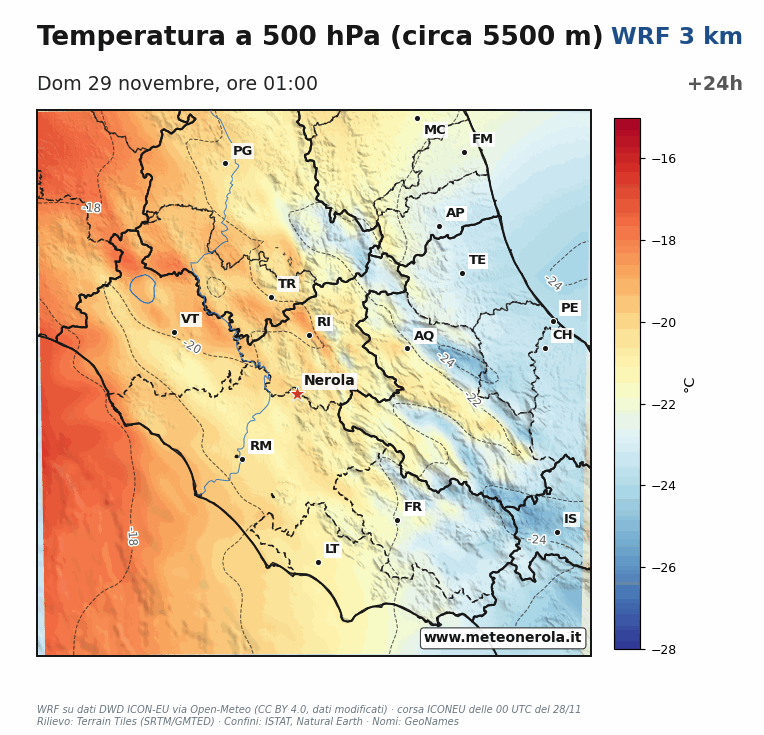 Temperatura a 500 hPa (circa 5500 m) WRF 3 km
Dom 29 novembre, ore 01:00 +24h
MC
FM
PG
-16
-18
AP
-18
TE
-24
TR
PE
VT
RI
-20
AQ
CH
-20
-24
°C
Nerola
-22
-22
RM
-24
FR
IS
-18
-24
LT
-26
www.meteonerola.it
-28
WRF su dati DWD ICON-EU via Open-Meteo (CC BY 4.0, dati modificati) · corsa ICONEU delle 00 UTC del 28/11
Rilievo: Terrain Tiles (SRTM/GMTED) · Confini: ISTAT, Natural Earth · Nomi: GeoNames